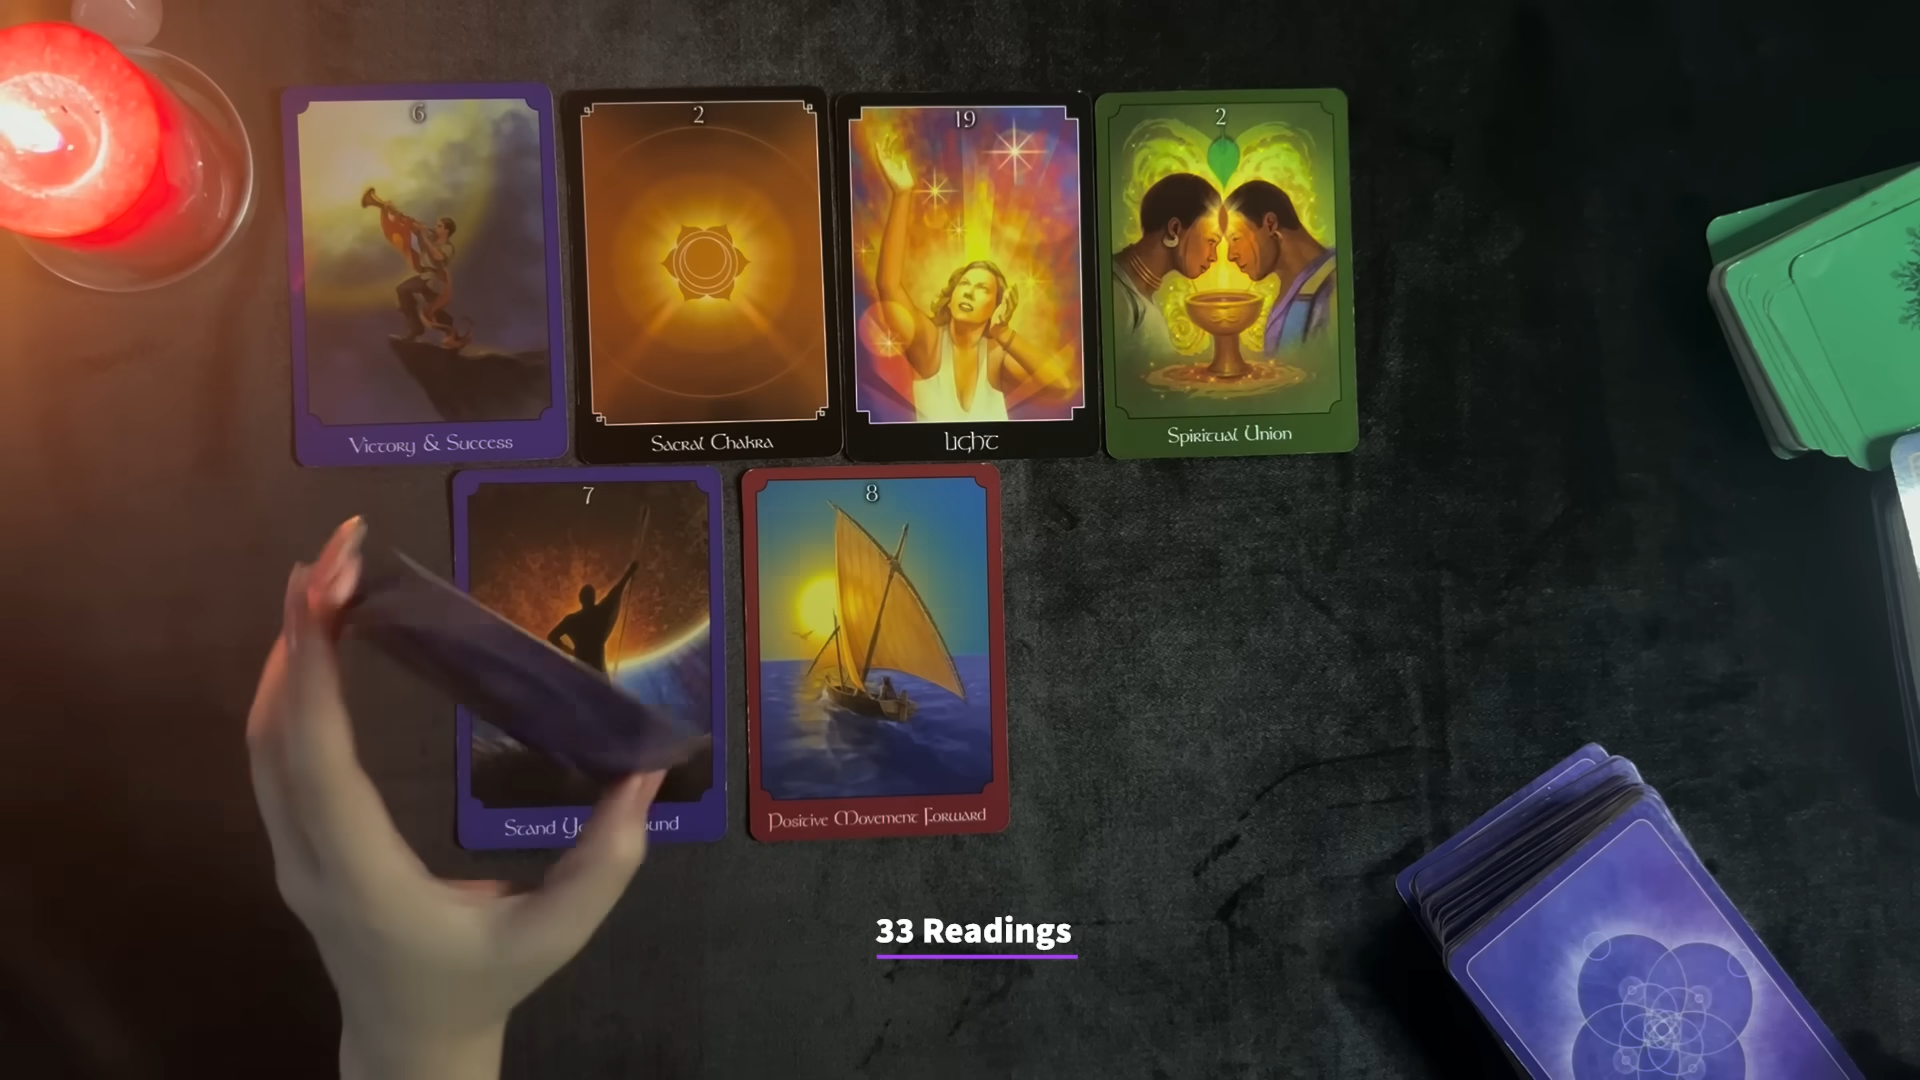 6
Victory & Success
2
Sacral Chakra
19
Light
2
Spiritual Union
7
Stand
8
Positive Movement Forward
33 Readings